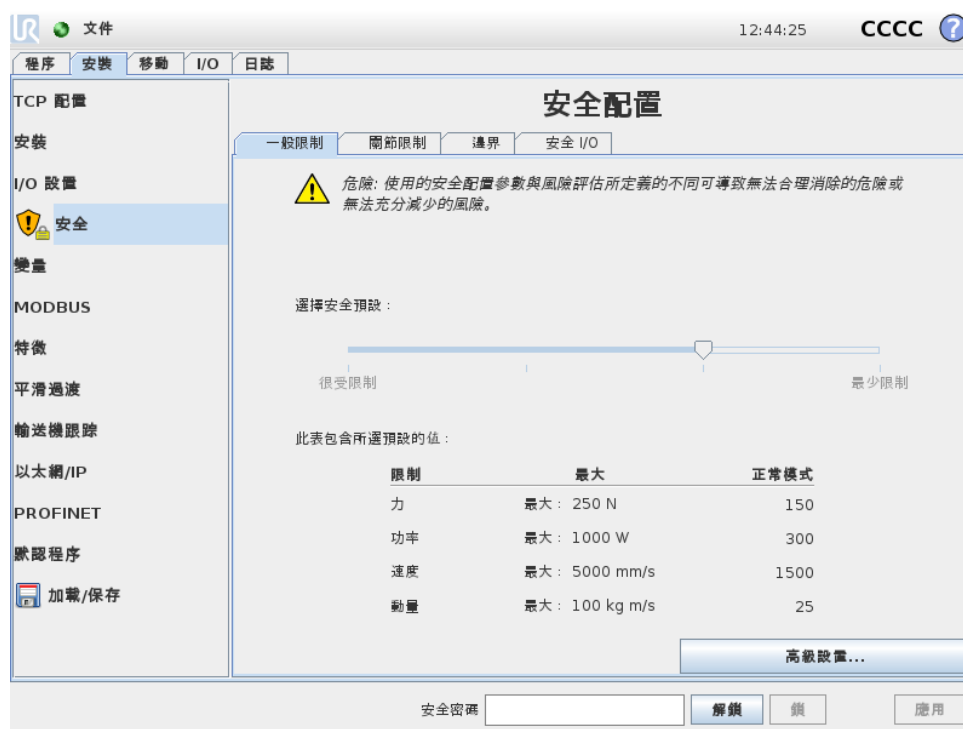 UR 文件 12:44:25 CCCC ?
程序 安裝 移動 I/O 日誌
TCP 配置
安裝
I/O 設置
安全
變量
MODBUS
特徵
平滑過渡
輸送機跟踪
以太網/IP
PROFINET
默認程序
加載/保存
安全配置
一般限制 關節限制 邊界 安全 I/O
危險: 使用的安全配置參數與風險評估所定義的不同可導致無法合理消除的危險或
無法充分減少的風險。
選擇安全預設：
很受限制 最少限制
此表包含所選預設的值：
限制 最大 正常模式
力 最大： 250 N 150
功率 最大： 1000 W 300
速度 最大： 5000 mm/s 1500
動量 最大： 100 kg m/s 25
高級設置...
安全密碼 解鎖 鎖 應用